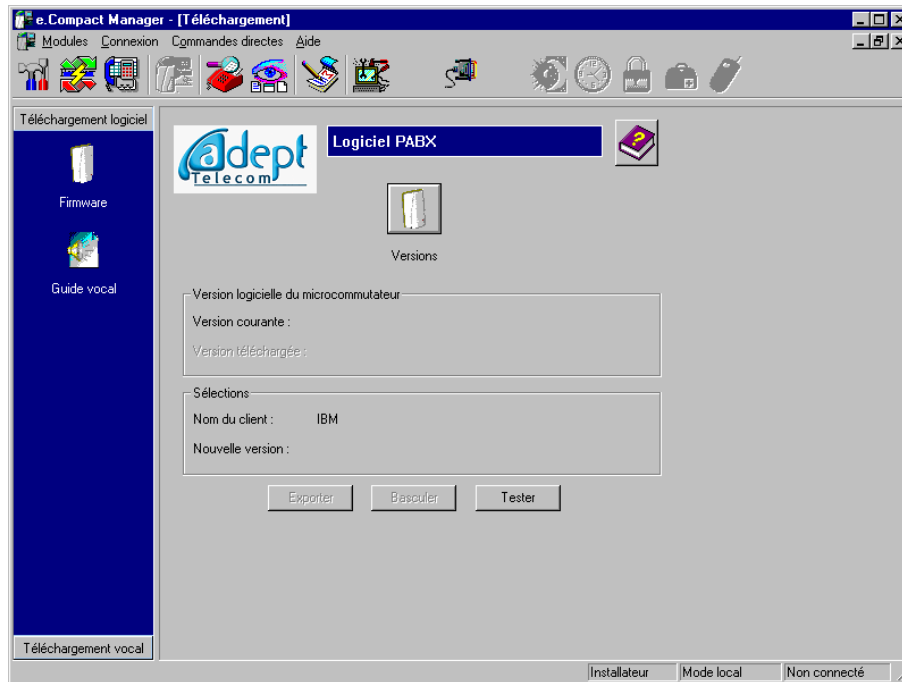 e.Compact Manager - [Téléchargement]
Modules Connexion Commandes directes Aide
Téléchargement logiciel
Firmware
Guide vocal
Téléchargement vocal
adept
Telecom
Logiciel PABX
Versions
Version logicielle du microcommutateur
Version courante :
Version téléchargée :
Sélections
Nom du client : IBM
Nouvelle version :
Exporter Basculer Tester
Installateur Mode local Non connecté